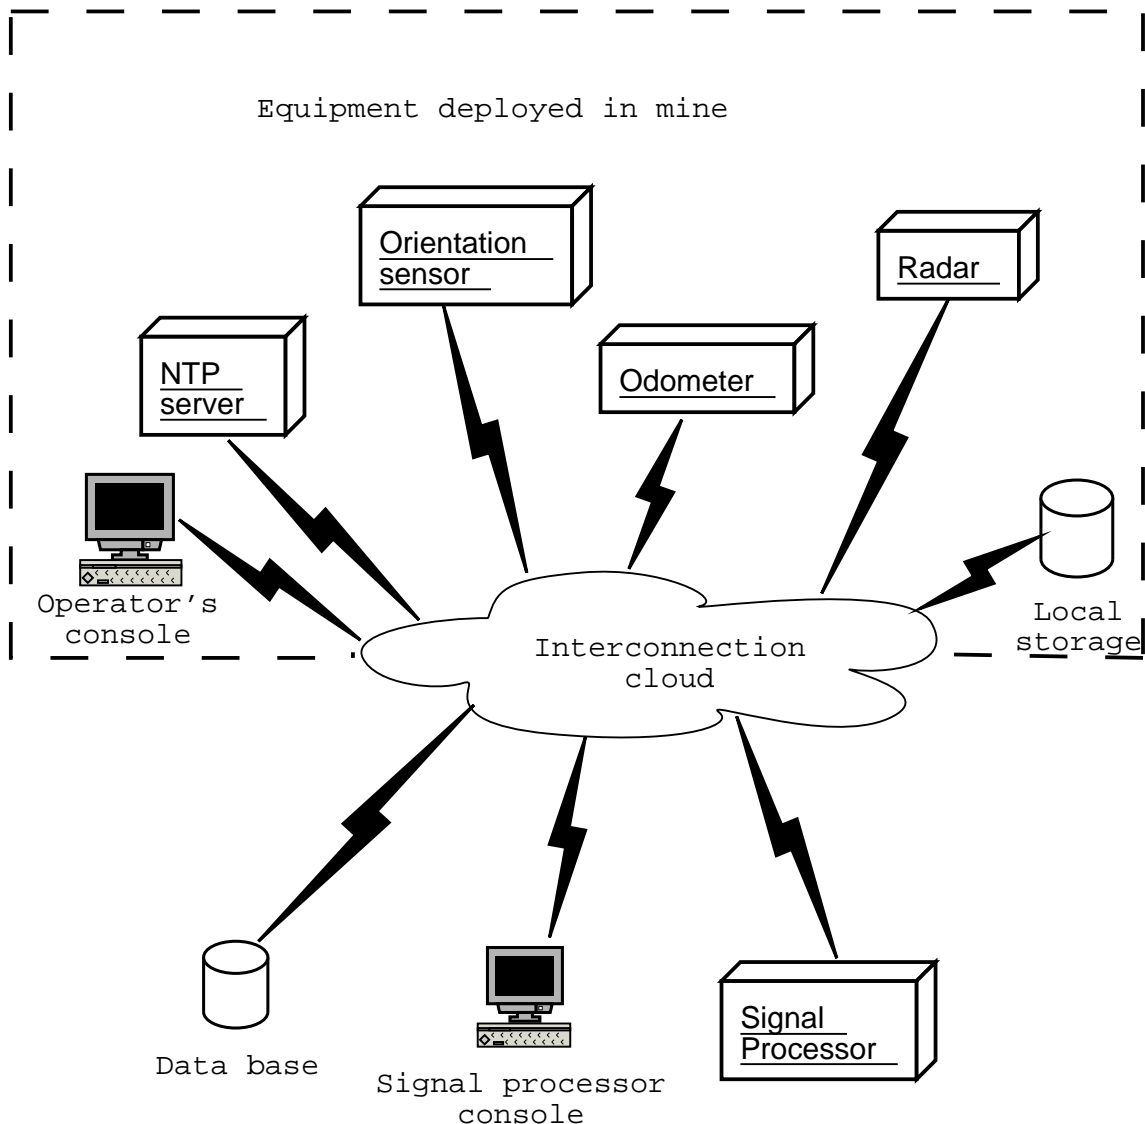 Equipment deployed in mine
Orientation
sensor
Radar
NTP
server
Odometer
Operator's
console
Local
storage
Interconnection
cloud
Data base
Signal processor
console
Signal
Processor